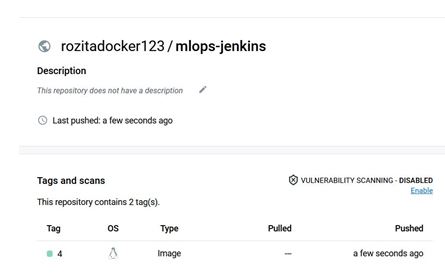 rozitadocker123 / mlops-jenkins
Description
This repository does not have a description
Last pushed: a few seconds ago
Tags and scans
VULNERABILITY SCANNING - DISABLED
Enable
This repository contains 2 tag(s).
Tag OS Type Pulled Pushed
4 Image --- a few seconds ago